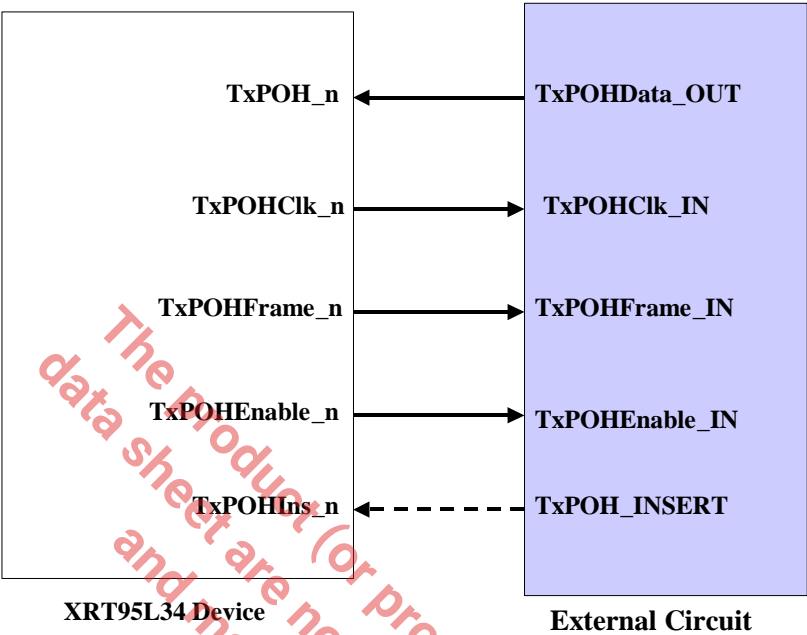 TxPOH_n TxPOHData_OUT
TxPOHClk_n TxPOHClk_IN
TxPOHFrame_n TxPOHFrame_IN
TxPOHEnable_n TxPOHEnable_IN
TxPOHIns_n TxPOH_INSERT
XRT95L34 Device
External Circuit
The product (or pro
data sheet are no
and m